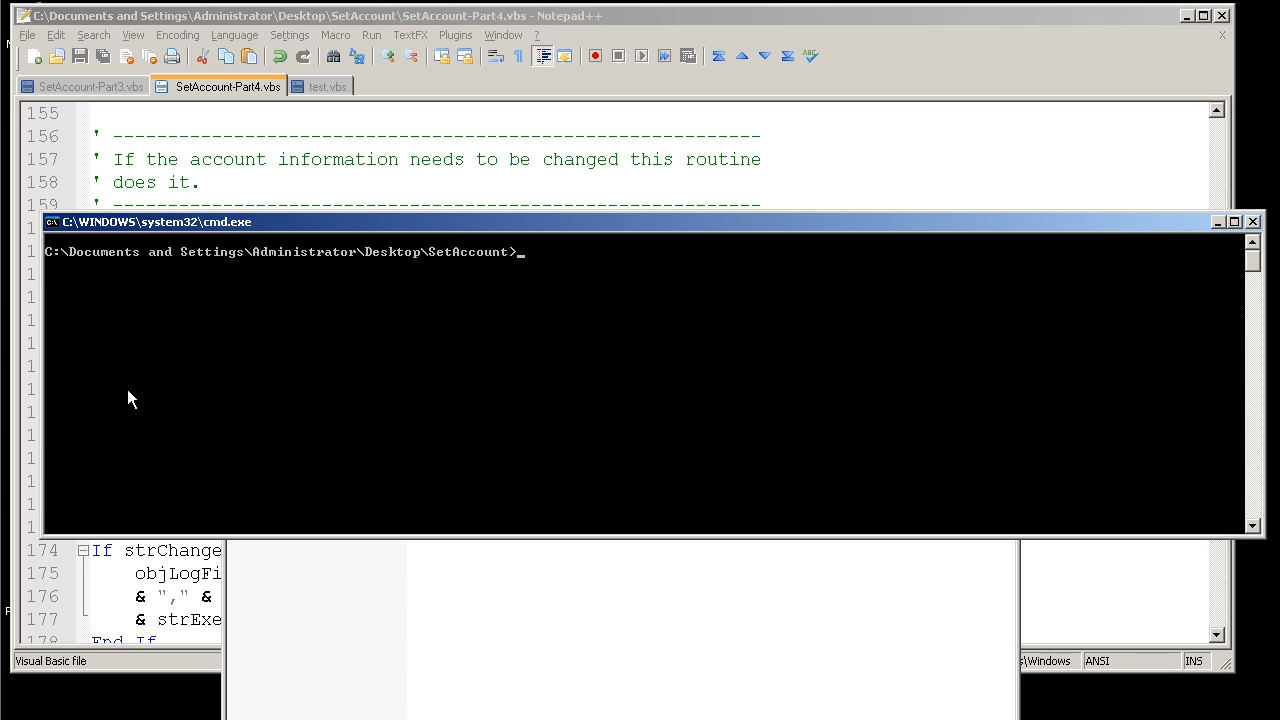 C:\Documents and Settings\Administrator\Desktop\SetAccount\SetAccount-Part4.vbs - Notepad++
File Edit Search View Encoding Language Settings Macro Run TextFX Plugins Window ? X
SetAccount-Part3.vbs SetAccount-Part4.vbs test.vbs
155
156 ' -----------------------------------------------------------
157 ' If the account information needs to be changed this routine
158 ' does it.
159 ' -----------------------------------------------------------
C:\WINDOWS\system32\cmd.exe
C:\Documents and Settings\Administrator\Desktop\SetAccount>_
174 If strChange
175 objLogFi
176 & "," &
177 & strExe
178 End If
Visual Basic file s\Windows ANSI INS